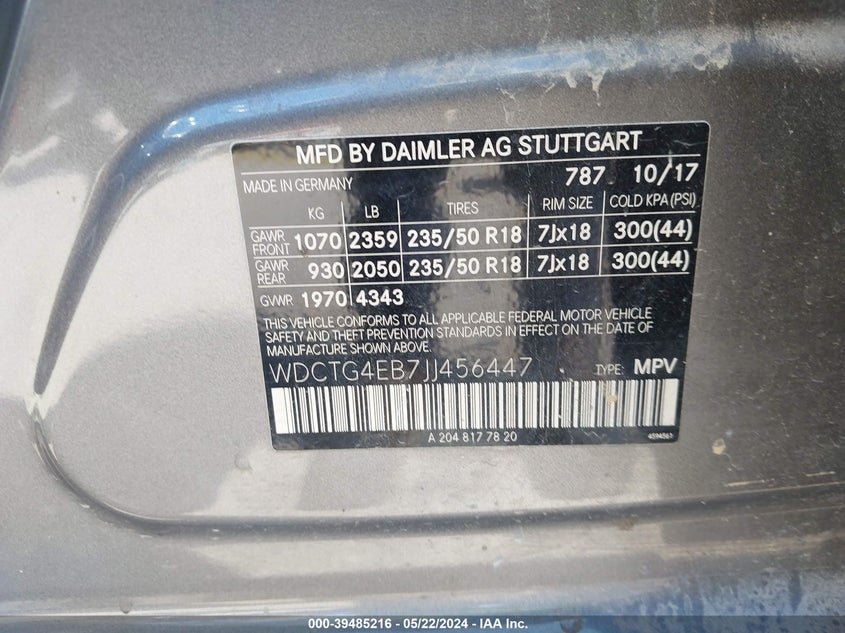 MFD BY DAIMLER AG STUTTGART
MADE IN GERMANY 787 10/17
KG LB TIRES RIM SIZE COLD KPA (PSI)
GAWR FRONT 1070 2359 235/50 R18 7Jx18 300(44)
GAWR REAR 930 2050 235/50 R18 7Jx18 300(44)
GVWR 1970 4343
THIS VEHICLE CONFORMS TO ALL APPLICABLE FEDERAL MOTOR VEHICLE
SAFETY AND THEFT PREVENTION STANDARDS IN EFFECT ON THE DATE OF
MANUFACTURE SHOWN ABOVE.
WDCTG4EB7JJ456447 TYPE: MPV
A 204 817 78 20
000-39485216 - 05/22/2024 - IAA Inc.